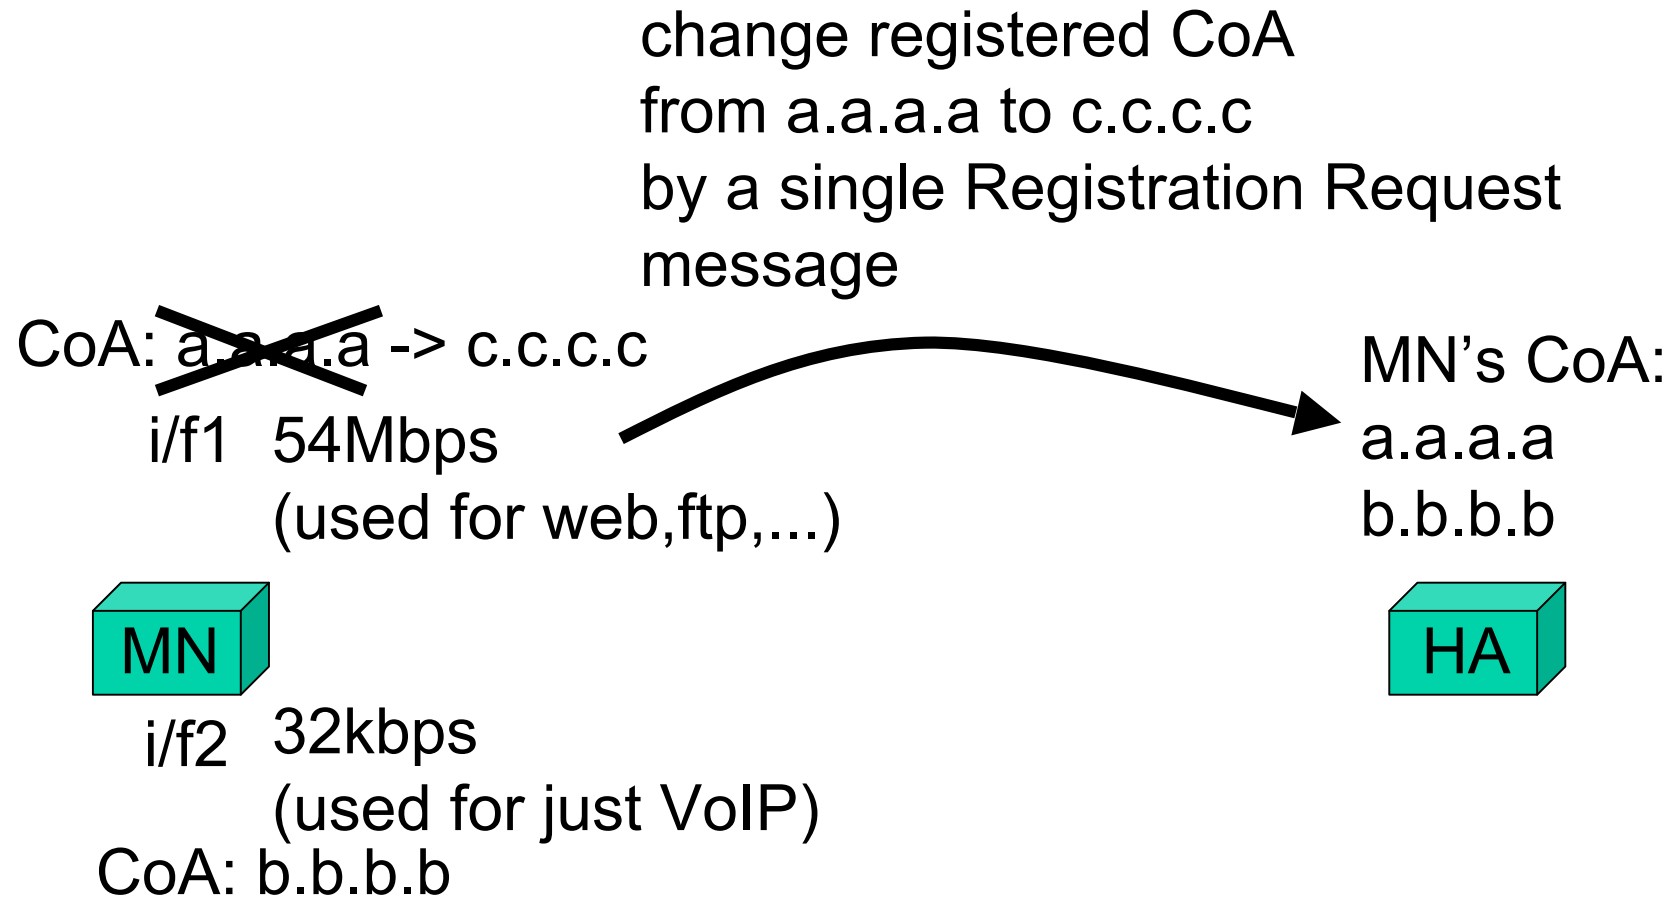 change registered CoA
from a.a.a.a to c.c.c.c
by a single Registration Request
message
CoA: a.a.a.a -> c.c.c.c
i/f1 54Mbps
(used for web,ftp,...)
MN
i/f2 32kbps
(used for just VoIP)
CoA: b.b.b.b
MN’s CoA:
a.a.a.a
b.b.b.b
HA